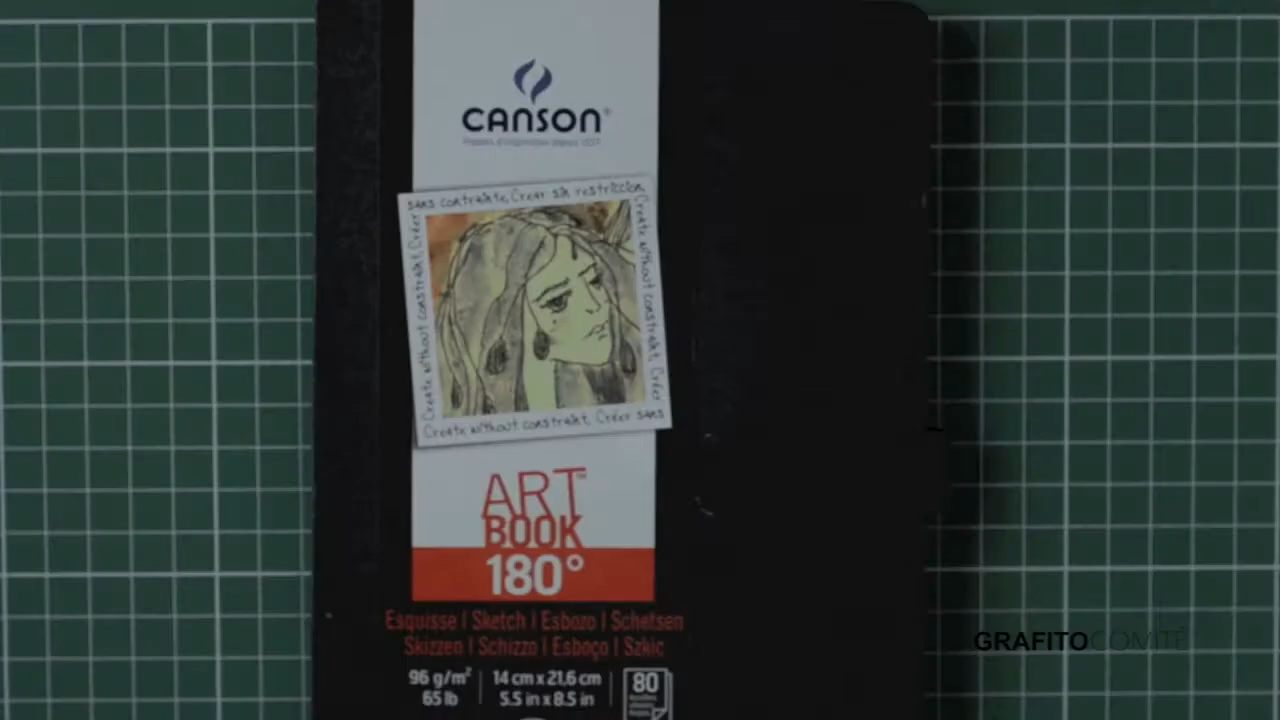 CANSON®
sans contrainte, Crear sin restricción
Create without constraint, Créer
Create without constraint, Créer
Create without constraint, Créer sans
ART™
BOOK
180°
Esquisse | Sketch | Esbozo | Schetsen
Skizzen | Schizzo | Esboço | Szkic
96 g/m² | 14 cm x 21,6 cm | 80
65 lb | 5.5 in x 8.5 in
GRAFITOCOMITÉ